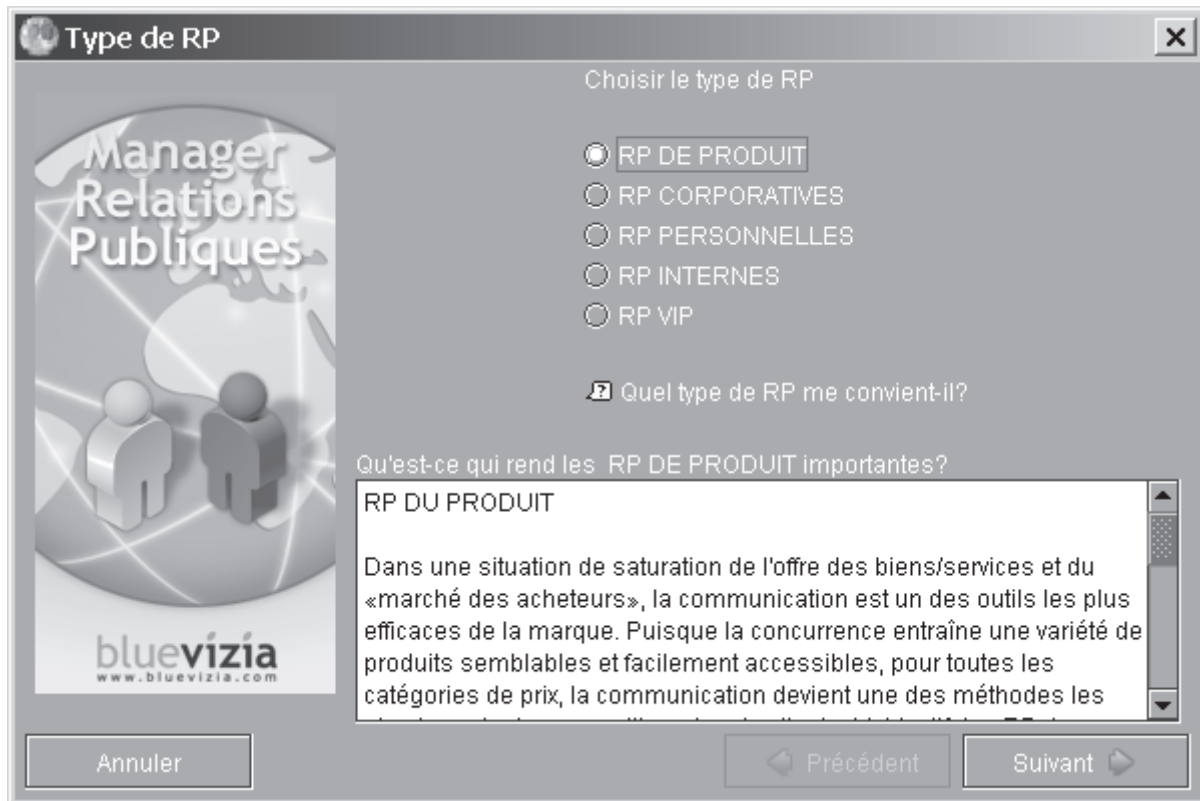 Type de RP
Manager
Relations
Publiques
bluevizia
www.bluevizia.com
Choisir le type de RP
RP DE PRODUIT
RP CORPORATIVES
RP PERSONNELLES
RP INTERNES
RP VIP
Quel type de RP me convient-il?
Qu'est-ce qui rend les RP DE PRODUIT importantes?
RP DU PRODUIT
Dans une situation de saturation de l'offre des biens/services et du
«marché des acheteurs», la communication est un des outils les plus
efficaces de la marque. Puisque la concurrence entraîne une variété de
produits semblables et facilement accessibles, pour toutes les
catégories de prix, la communication devient une des méthodes les
Annuler
Précédent
Suivant